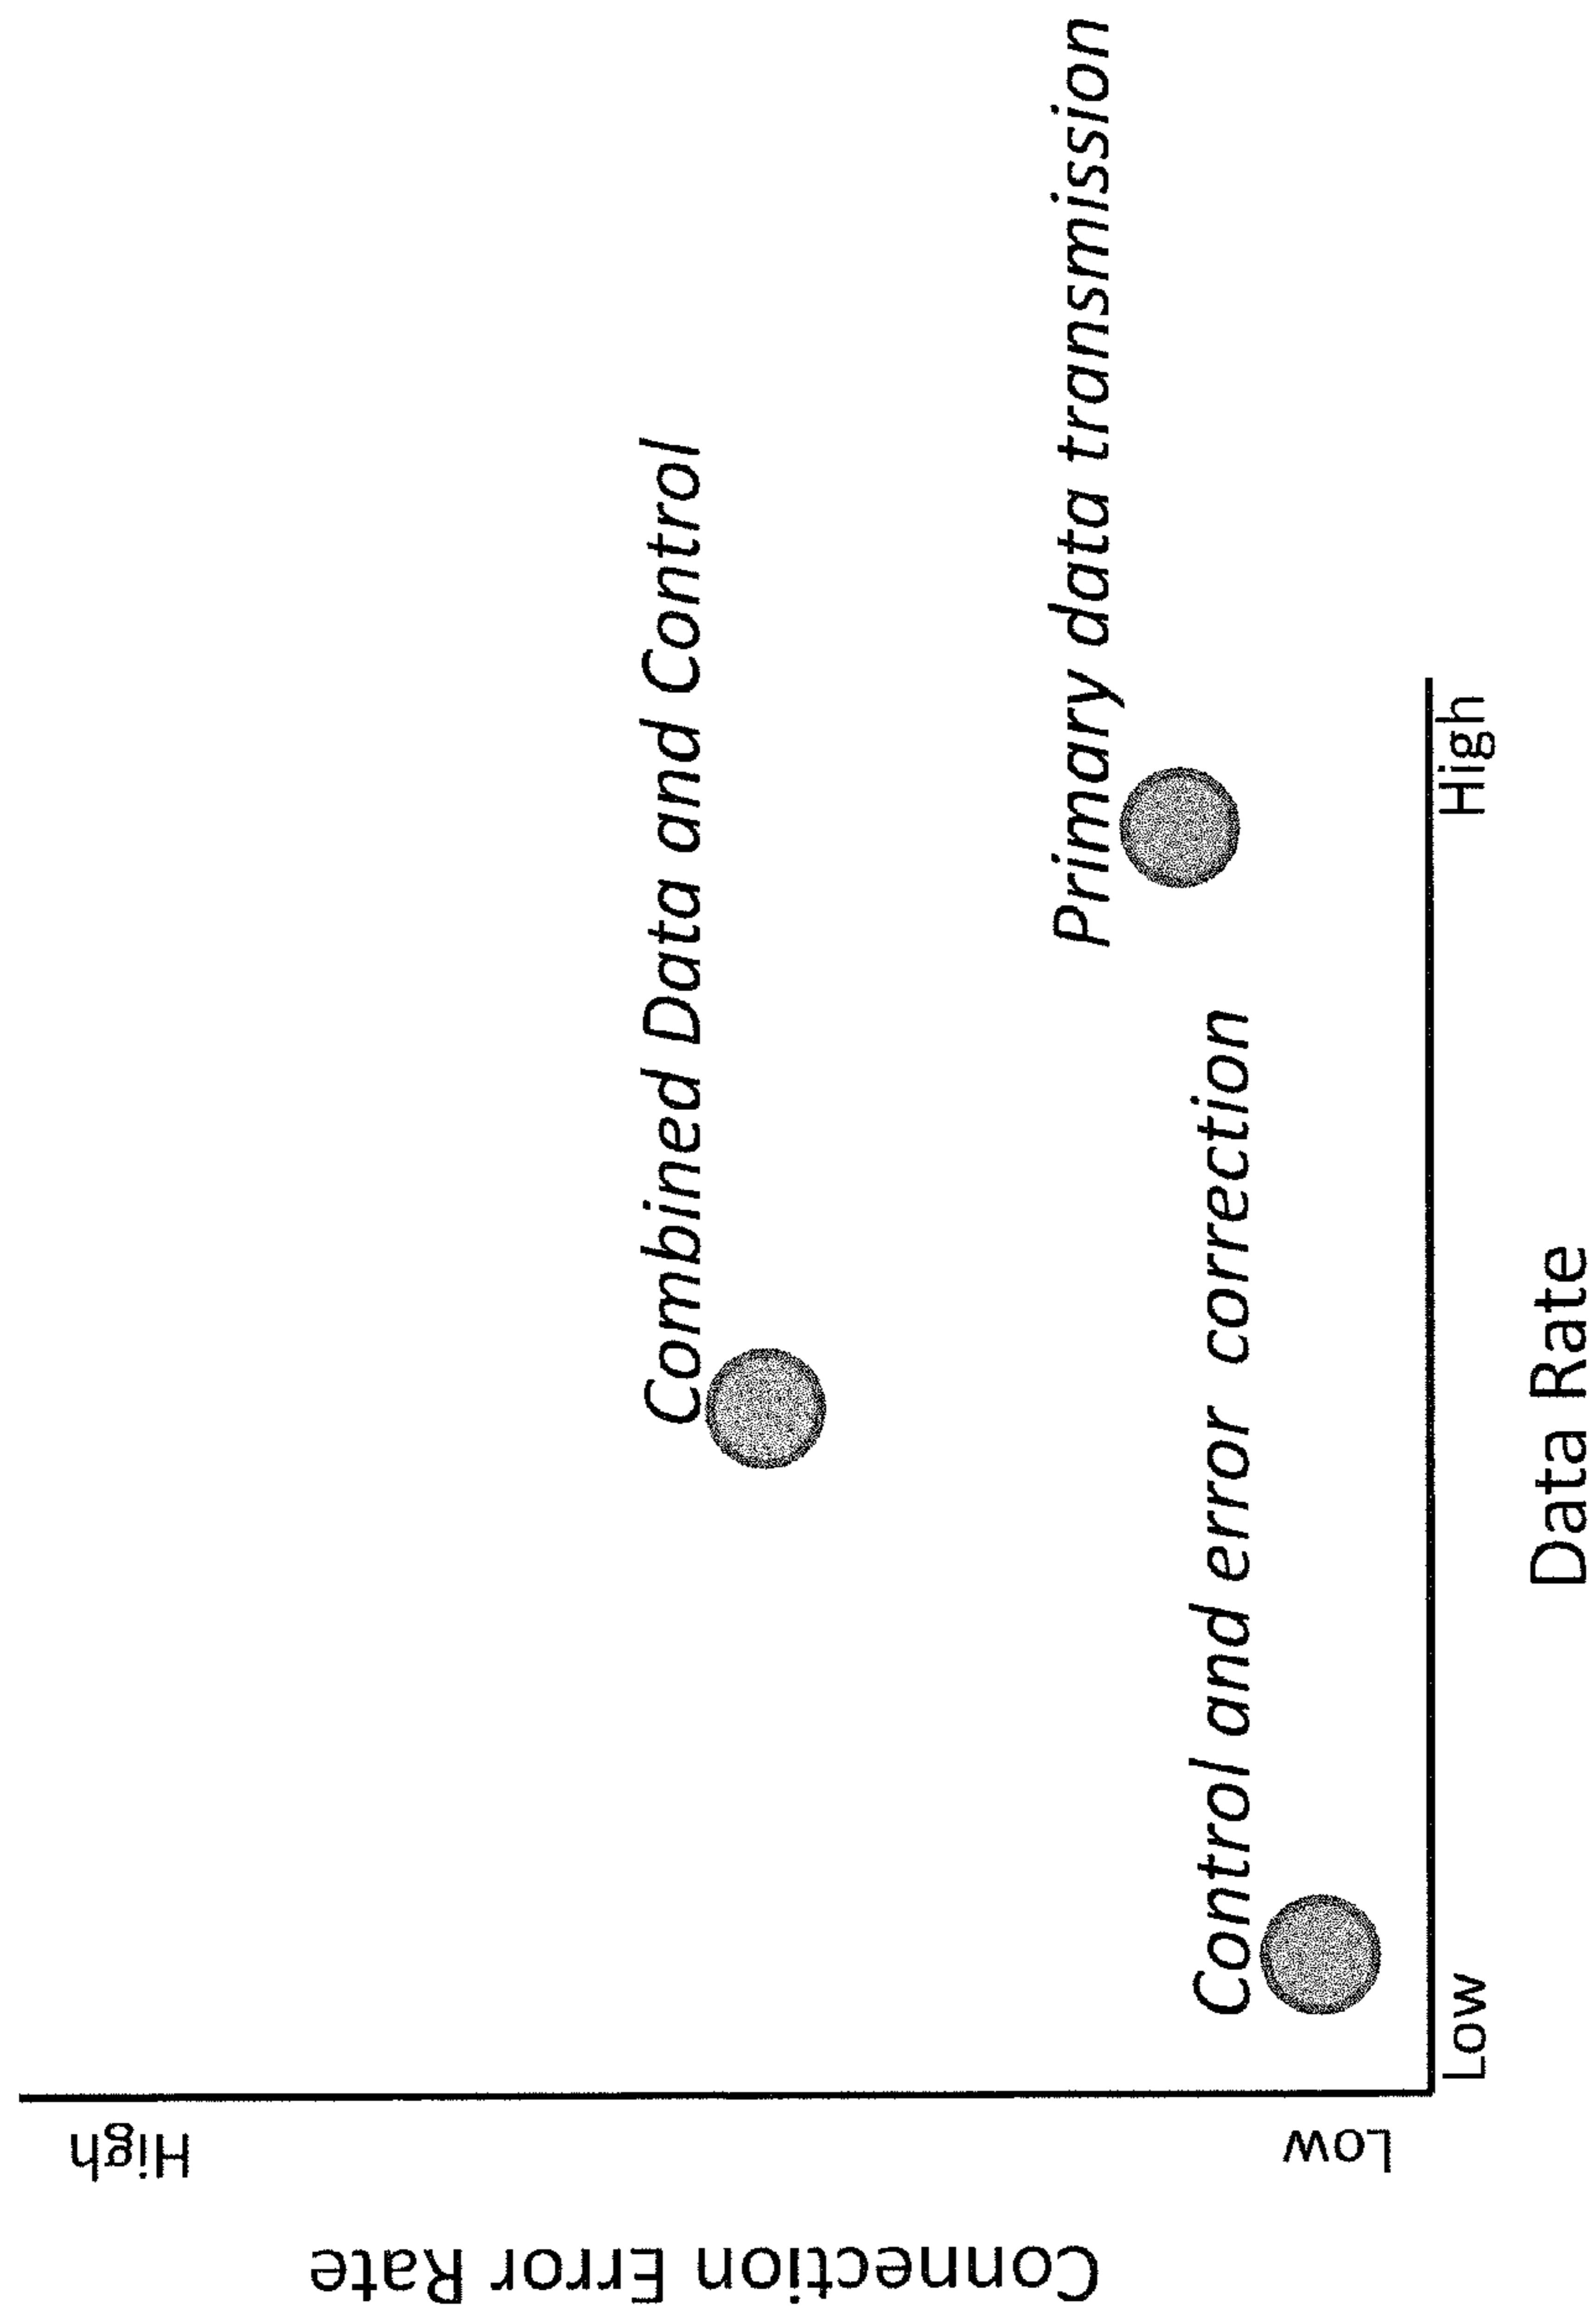 Connection Error Rate
High
Low
Combined Data and Control
Primary data transmission
Control and error correction
Low
High
Data Rate